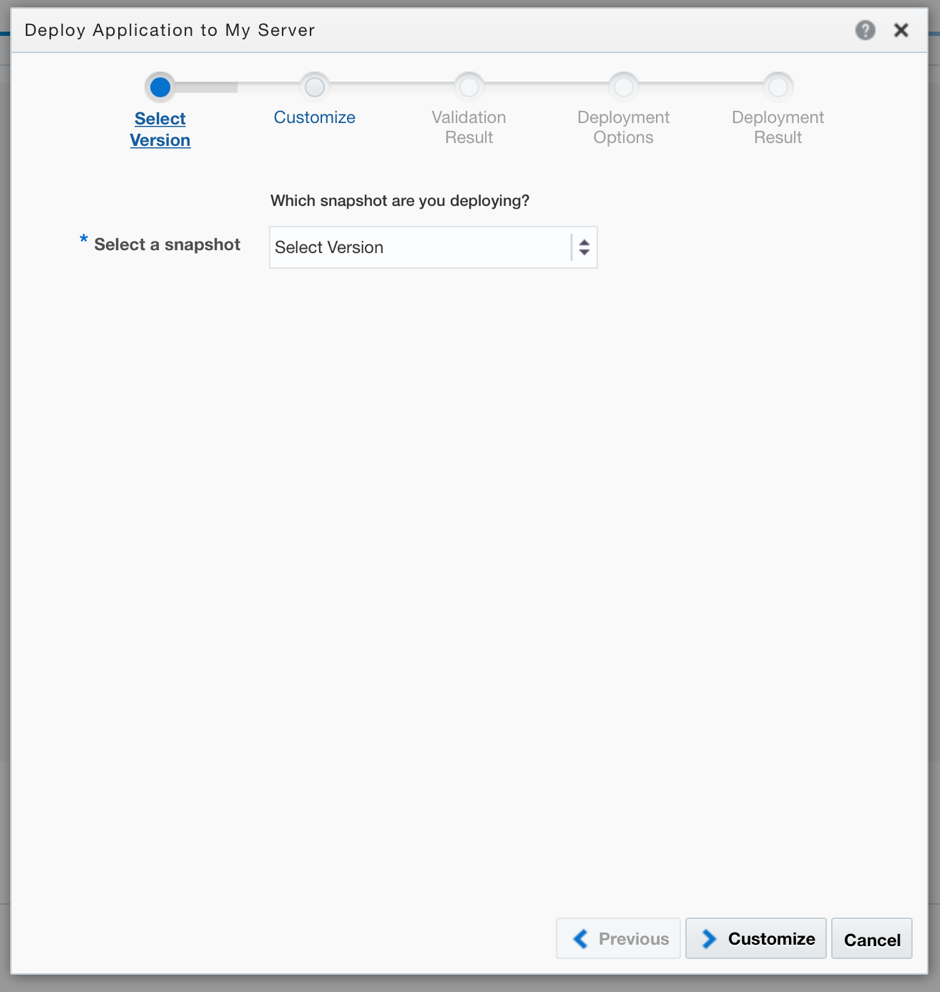 Deploy Application to My Server
?
Select
Version
Customize
Validation
Result
Deployment
Options
Deployment
Result
Which snapshot are you deploying?
* Select a snapshot
Select Version
Previous
Customize
Cancel